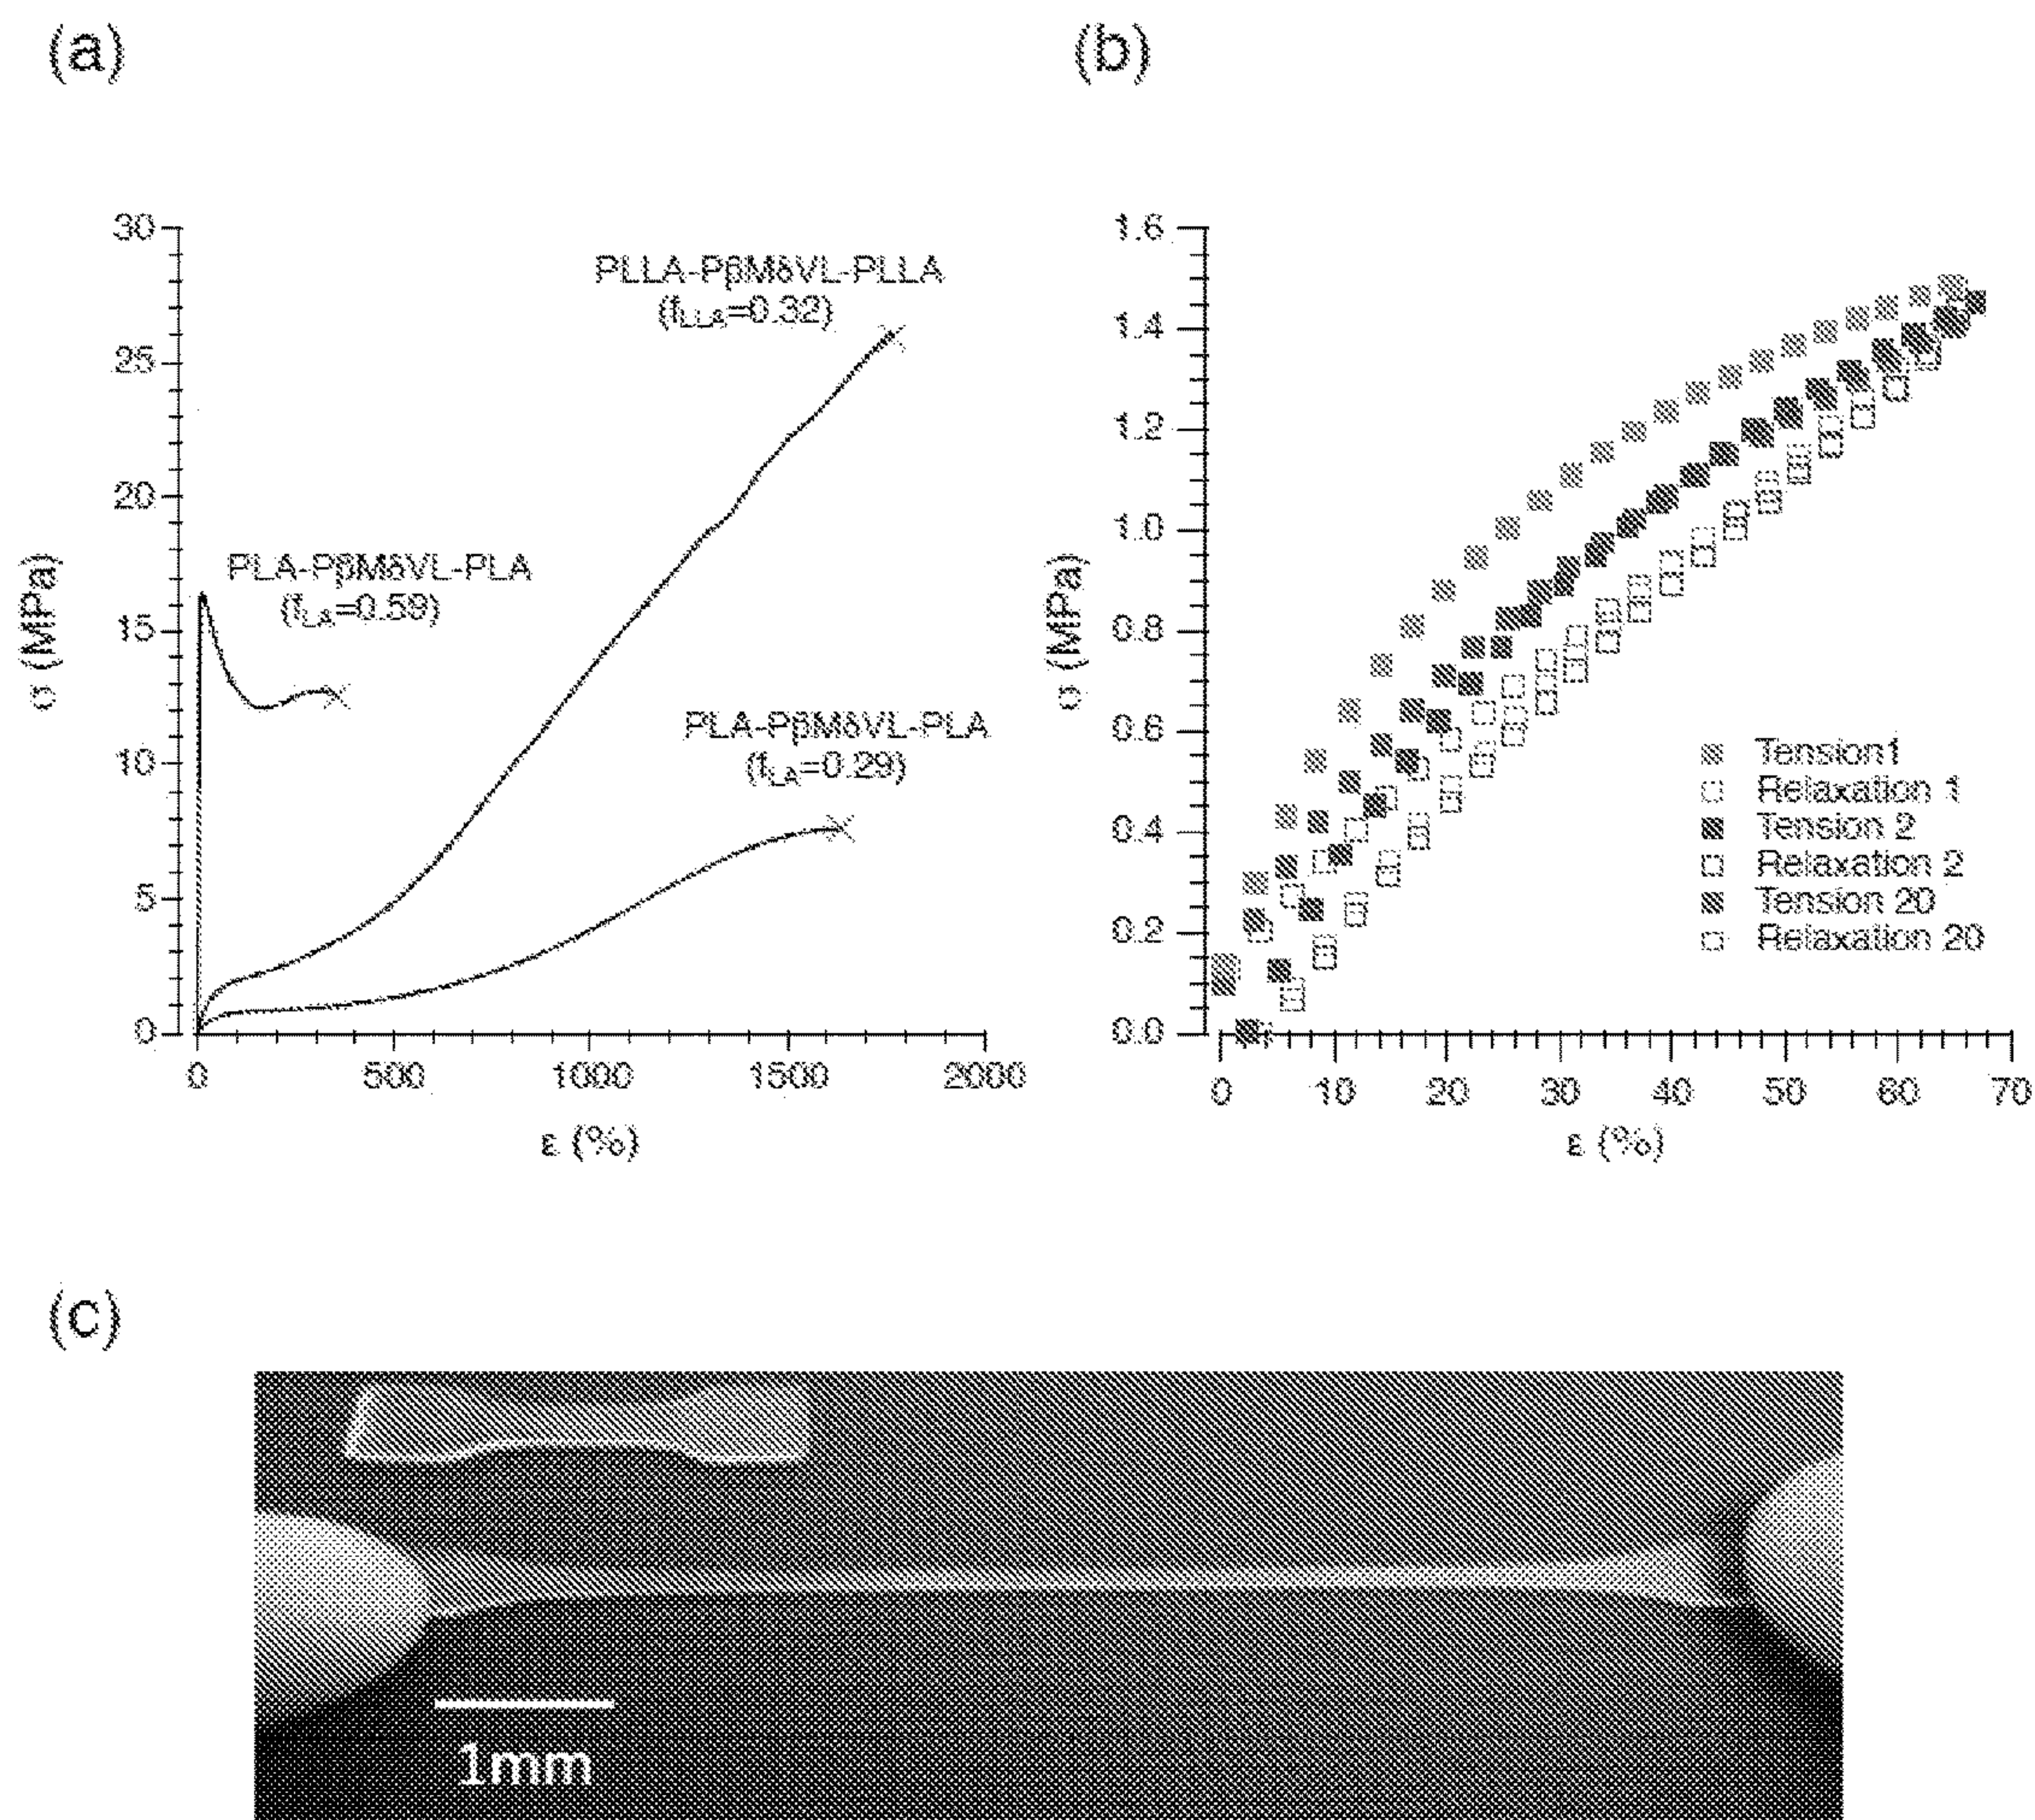 (a)
30
25
20
15
10
5
0
σ (MPa)
PLLA-PβMδVL-PLLA
(fLLA=0.32)
PLA-PβMδVL-PLA
(fLA=0.59)
PLA-PβMδVL-PLA
(fLA=0.29)
0 500 1000 1500 2000
ε (%)
(b)
1.6
1.4
1.2
1.0
0.8
0.6
0.4
0.2
0.0
σ (MPa)
Tension1
Relaxation 1
Tension 2
Relaxation 2
Tension 20
Relaxation 20
0 10 20 30 40 50 60 70
ε (%)
(c)
1mm